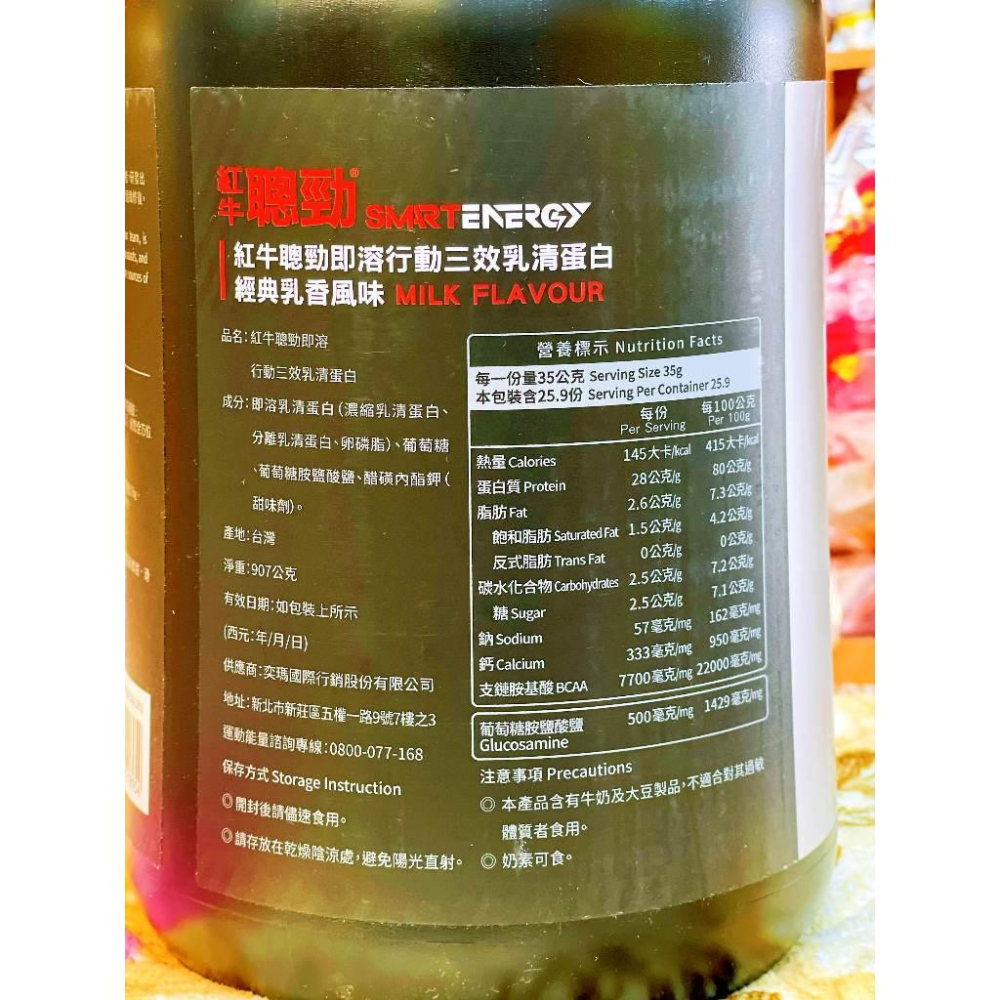 紅牛聰勁® SMARTENERGY
紅牛聰勁即溶行動三效乳清蛋白
經典乳香風味 MILK FLAVOUR
品名:紅牛聰勁即溶
行動三效乳清蛋白
成分:即溶乳清蛋白(濃縮乳清蛋白、
分離乳清蛋白、卵磷脂)、葡萄糖
、葡萄糖胺鹽酸鹽、醋磺內酯鉀(
甜味劑)。
產地:台灣
淨重:907公克
有效日期:如包裝上所示
(西元:年/月/日)
供應商:奕瑪國際行銷股份有限公司
地址:新北市新莊區五權一路9號7樓之3
運動能量諮詢專線:0800-077-168
保存方式 Storage Instruction
◎開封後請儘速食用。
◎請存放在乾燥陰涼處,避免陽光直射。
營養標示 Nutrition Facts
每一份量35公克 Serving Size 35g
本包裝含25.9份 Serving Per Container 25.9
每份 每100公克
Per Serving Per 100g
熱量 Calories 145大卡/kcal 415大卡/kcal
蛋白質 Protein 28公克/g 80公克/g
脂肪 Fat 2.6公克/g 7.3公克/g
飽和脂肪 Saturated Fat 1.5公克/g 4.2公克/g
反式脂肪 Trans Fat 0公克/g 0公克/g
碳水化合物 Carbohydrates 2.5公克/g 7.2公克/g
糖 Sugar 2.5公克/g 7.1公克/g
鈉 Sodium 57毫克/mg 162毫克/mg
鈣 Calcium 333毫克/mg 950毫克/mg
支鏈胺基酸 BCAA 7700毫克/mg 22000毫克/mg
葡萄糖胺鹽酸鹽 500毫克/mg 1429毫克/mg
Glucosamine
注意事項 Precautions
◎ 本產品含有牛奶及大豆製品,不適合對其過敏
體質者食用。
◎ 奶素可食。